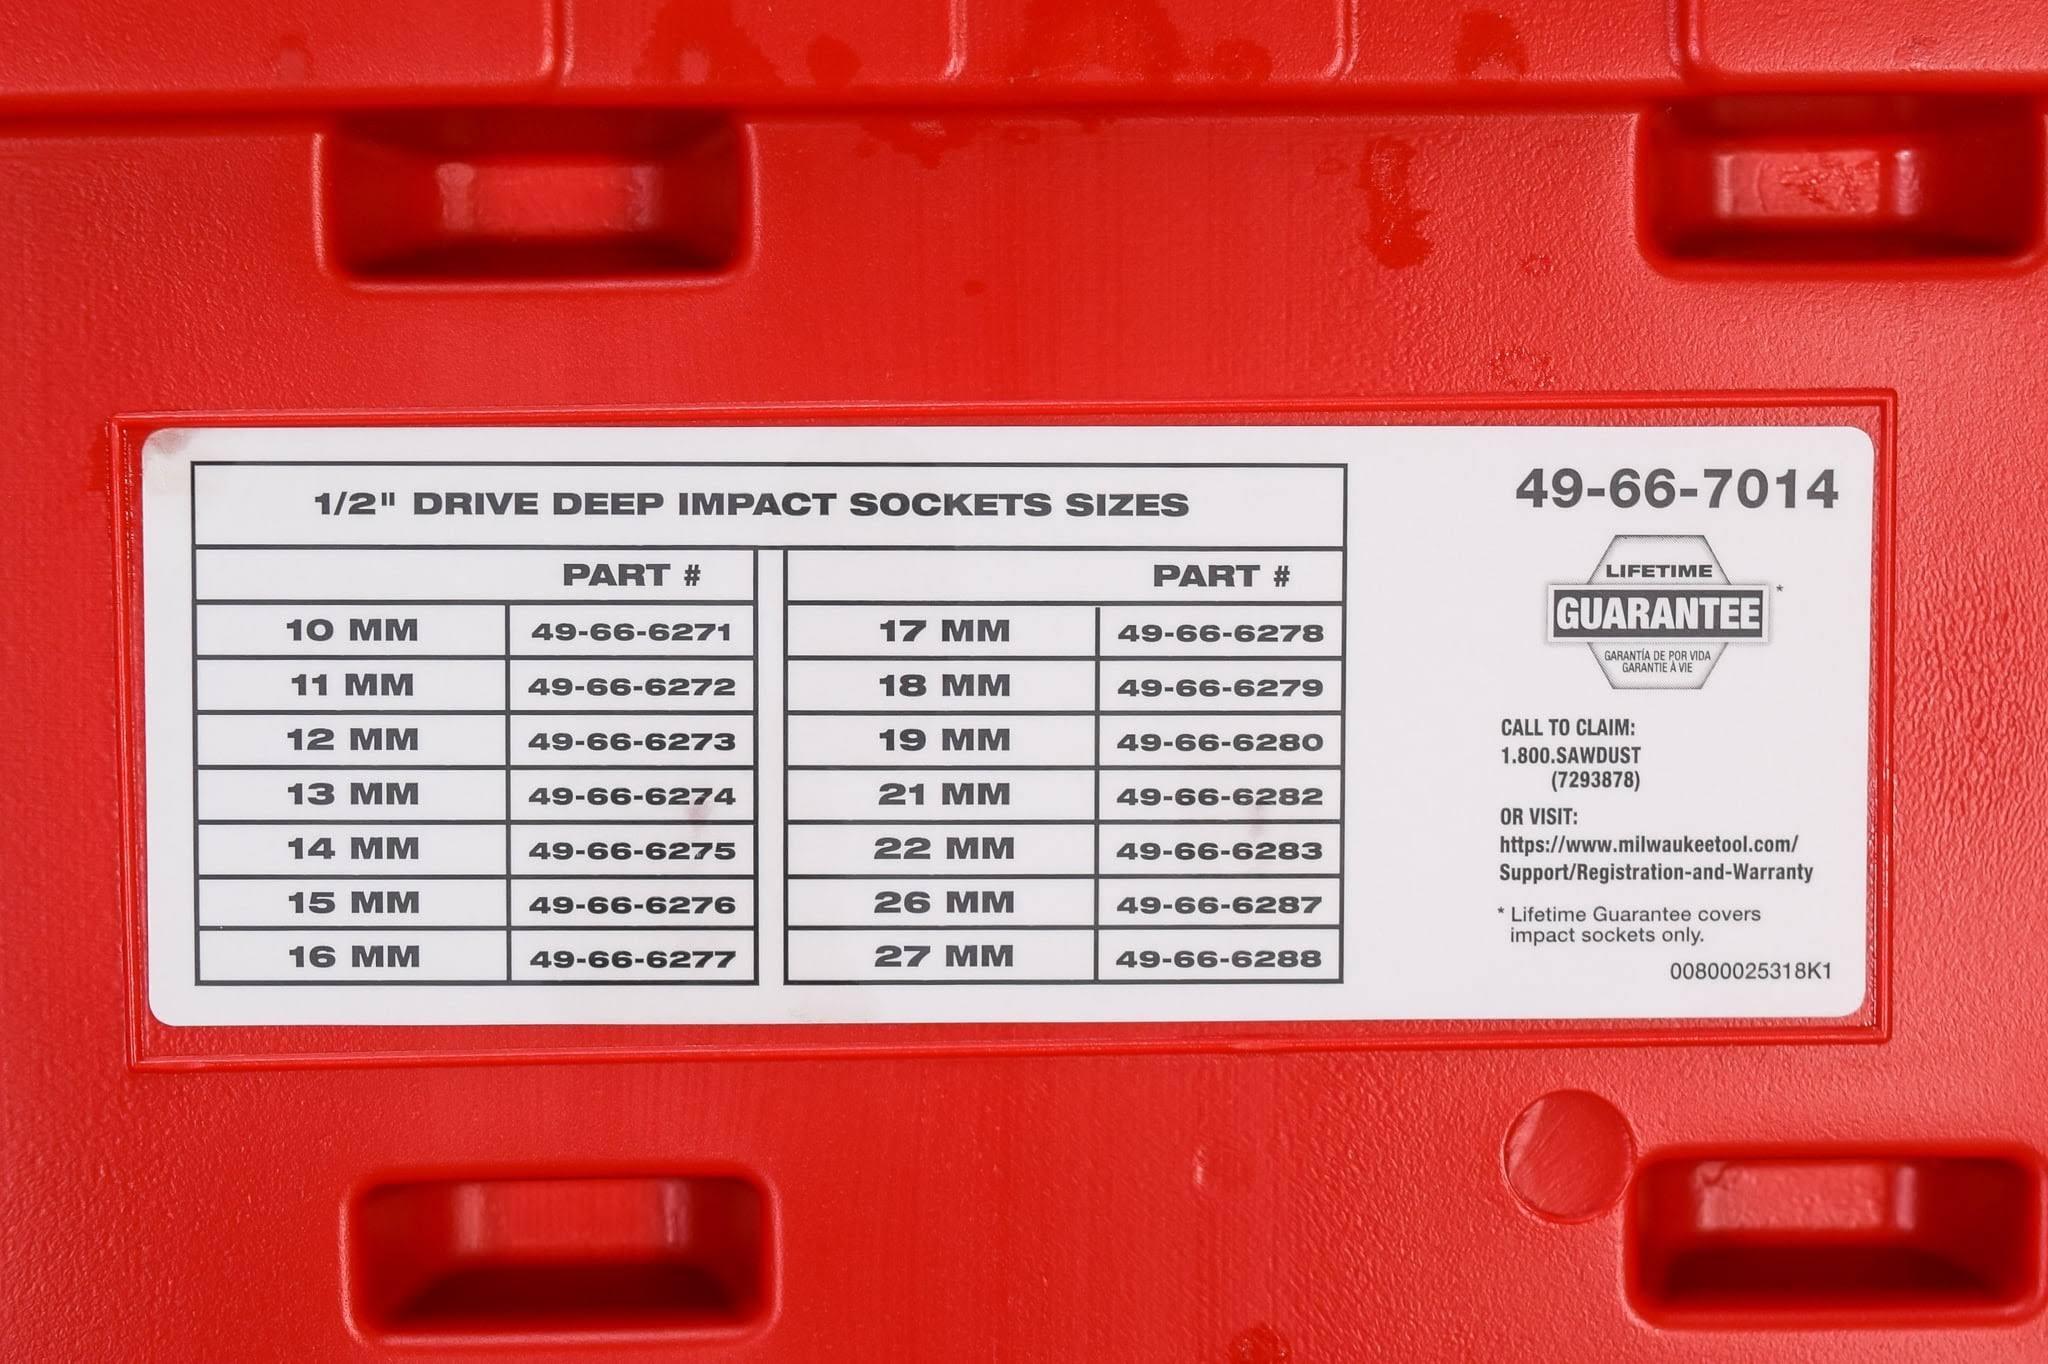 1/2" DRIVE DEEP IMPACT SOCKETS SIZES
PART #
10 MM 49-66-6271
11 MM 49-66-6272
12 MM 49-66-6273
13 MM 49-66-6274
14 MM 49-66-6275
15 MM 49-66-6276
16 MM 49-66-6277
PART #
17 MM 49-66-6278
18 MM 49-66-6279
19 MM 49-66-6280
21 MM 49-66-6282
22 MM 49-66-6283
26 MM 49-66-6287
27 MM 49-66-6288
49-66-7014
LIFETIME
GUARANTEE*
GARANTÍA DE POR VIDA
GARANTIE À VIE
CALL TO CLAIM:
1.800.SAWDUST
(7293878)
OR VISIT:
https://www.milwaukeetool.com/
Support/Registration-and-Warranty
* Lifetime Guarantee covers
impact sockets only.
00800025318K1